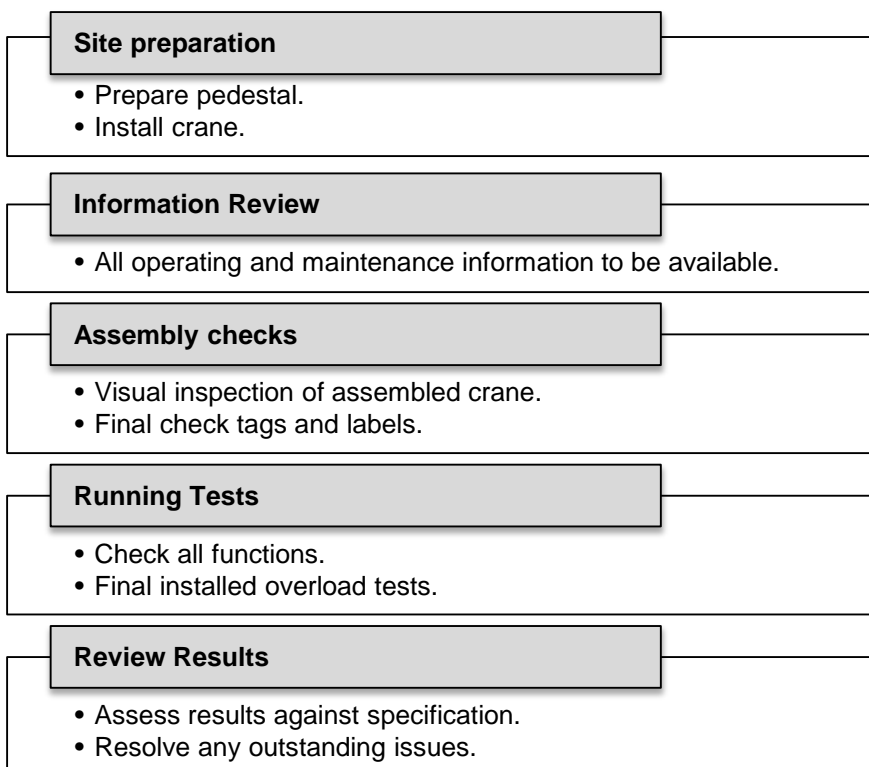 Site preparation
• Prepare pedestal.
• Install crane.
Information Review
• All operating and maintenance information to be available.
Assembly checks
• Visual inspection of assembled crane.
• Final check tags and labels.
Running Tests
• Check all functions.
• Final installed overload tests.
Review Results
• Assess results against specification.
• Resolve any outstanding issues.